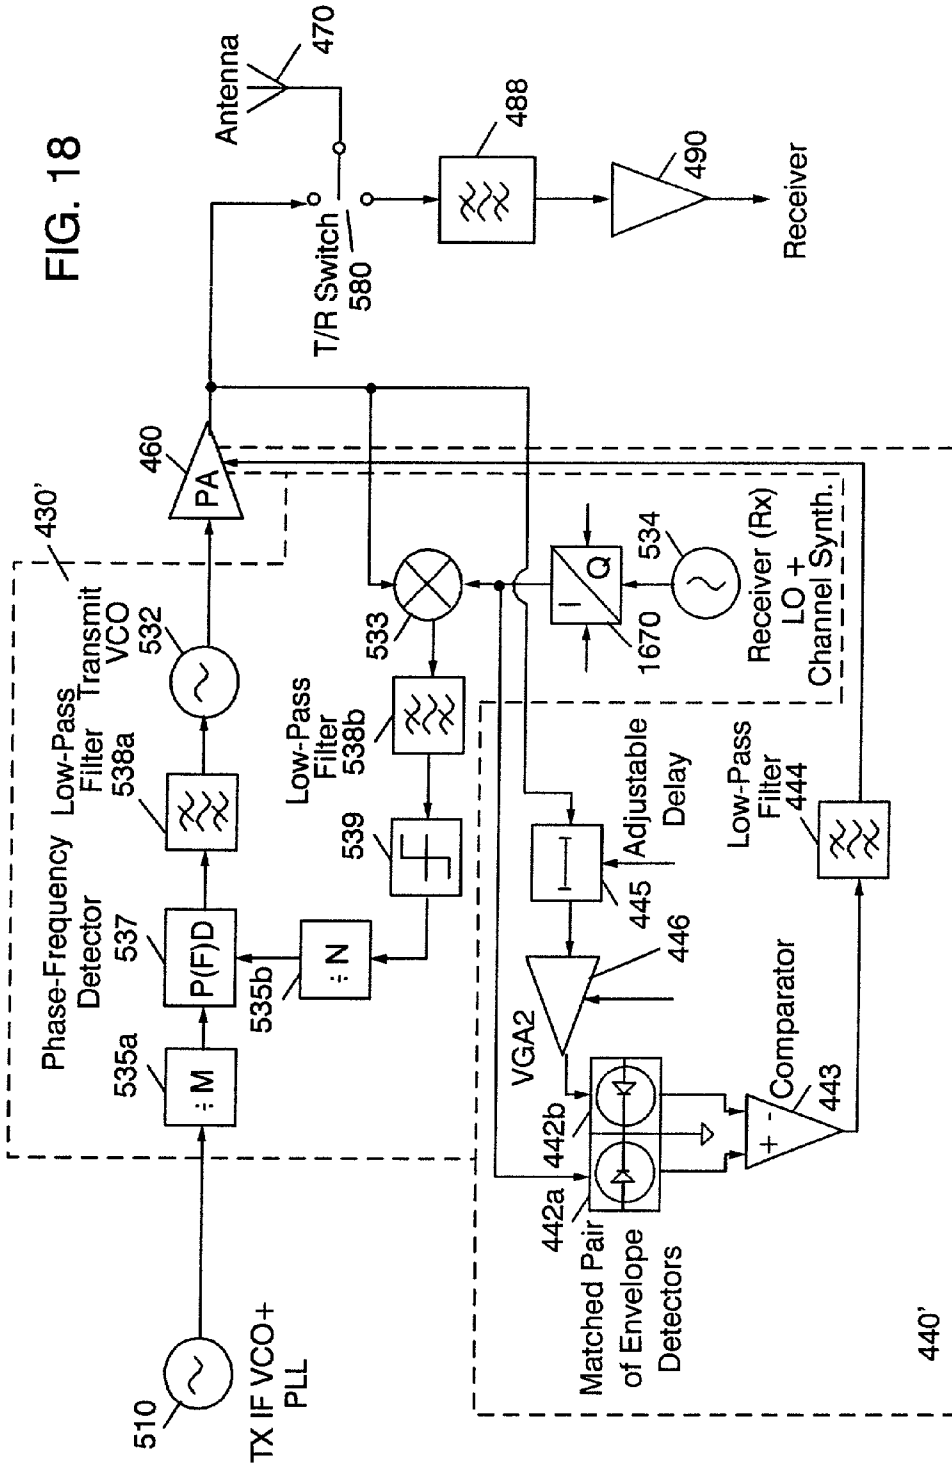 FIG. 18
430'
Phase-Frequency
Detector
537
P(F)D
535a
÷ M
Low-Pass
Filter
538a
Transmit
VCO
532
460
PA
Antenna
470
510
TX IF VCO+
PLL
535b
÷ N
539
Low-Pass
Filter
538b
533
T/R Switch
580
488
490
Receiver
I
Q
1670
534
Receiver (Rx)
LO +
Channel Synth.
VGA2
446
445
Adjustable
Delay
442a
442b
Matched Pair
of Envelope
Detectors
+ -
Comparator
443
Low-Pass
Filter
444
440'